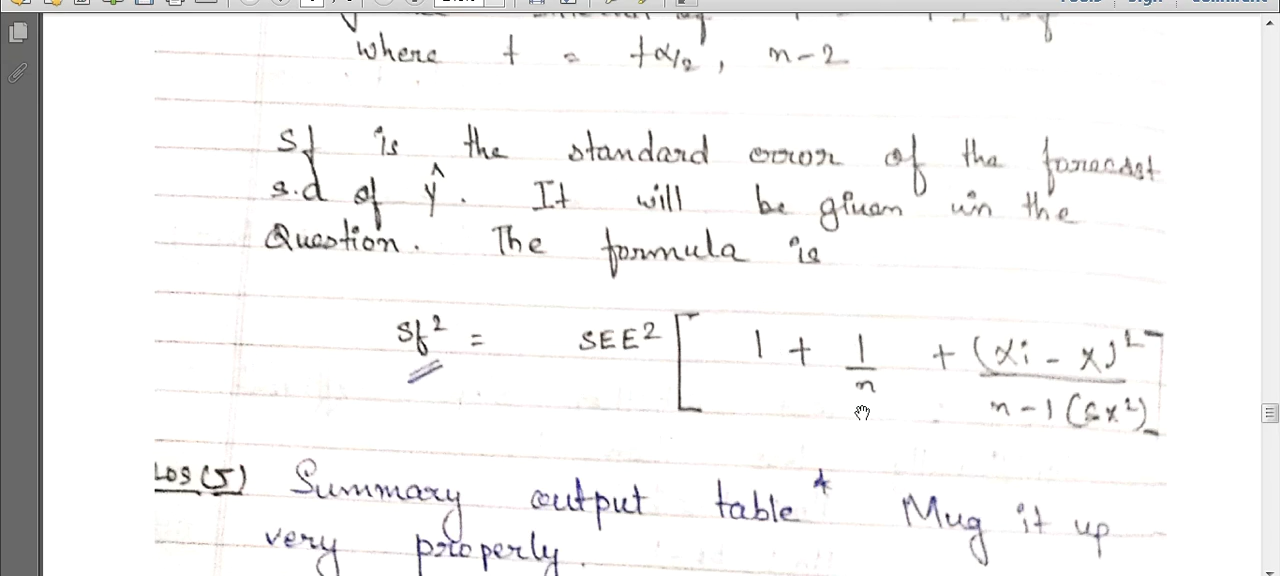 where t = tα/2, n-2
Sf is the standard error of the forecast
s.d of ŷ. It will be given in the
Question. The formula is
Sf² = SEE² [ 1 + 1/n + (Xi - X)²/n-1(Sx²) ]
LOS(J) Summary output table * Mug it up
very properly.